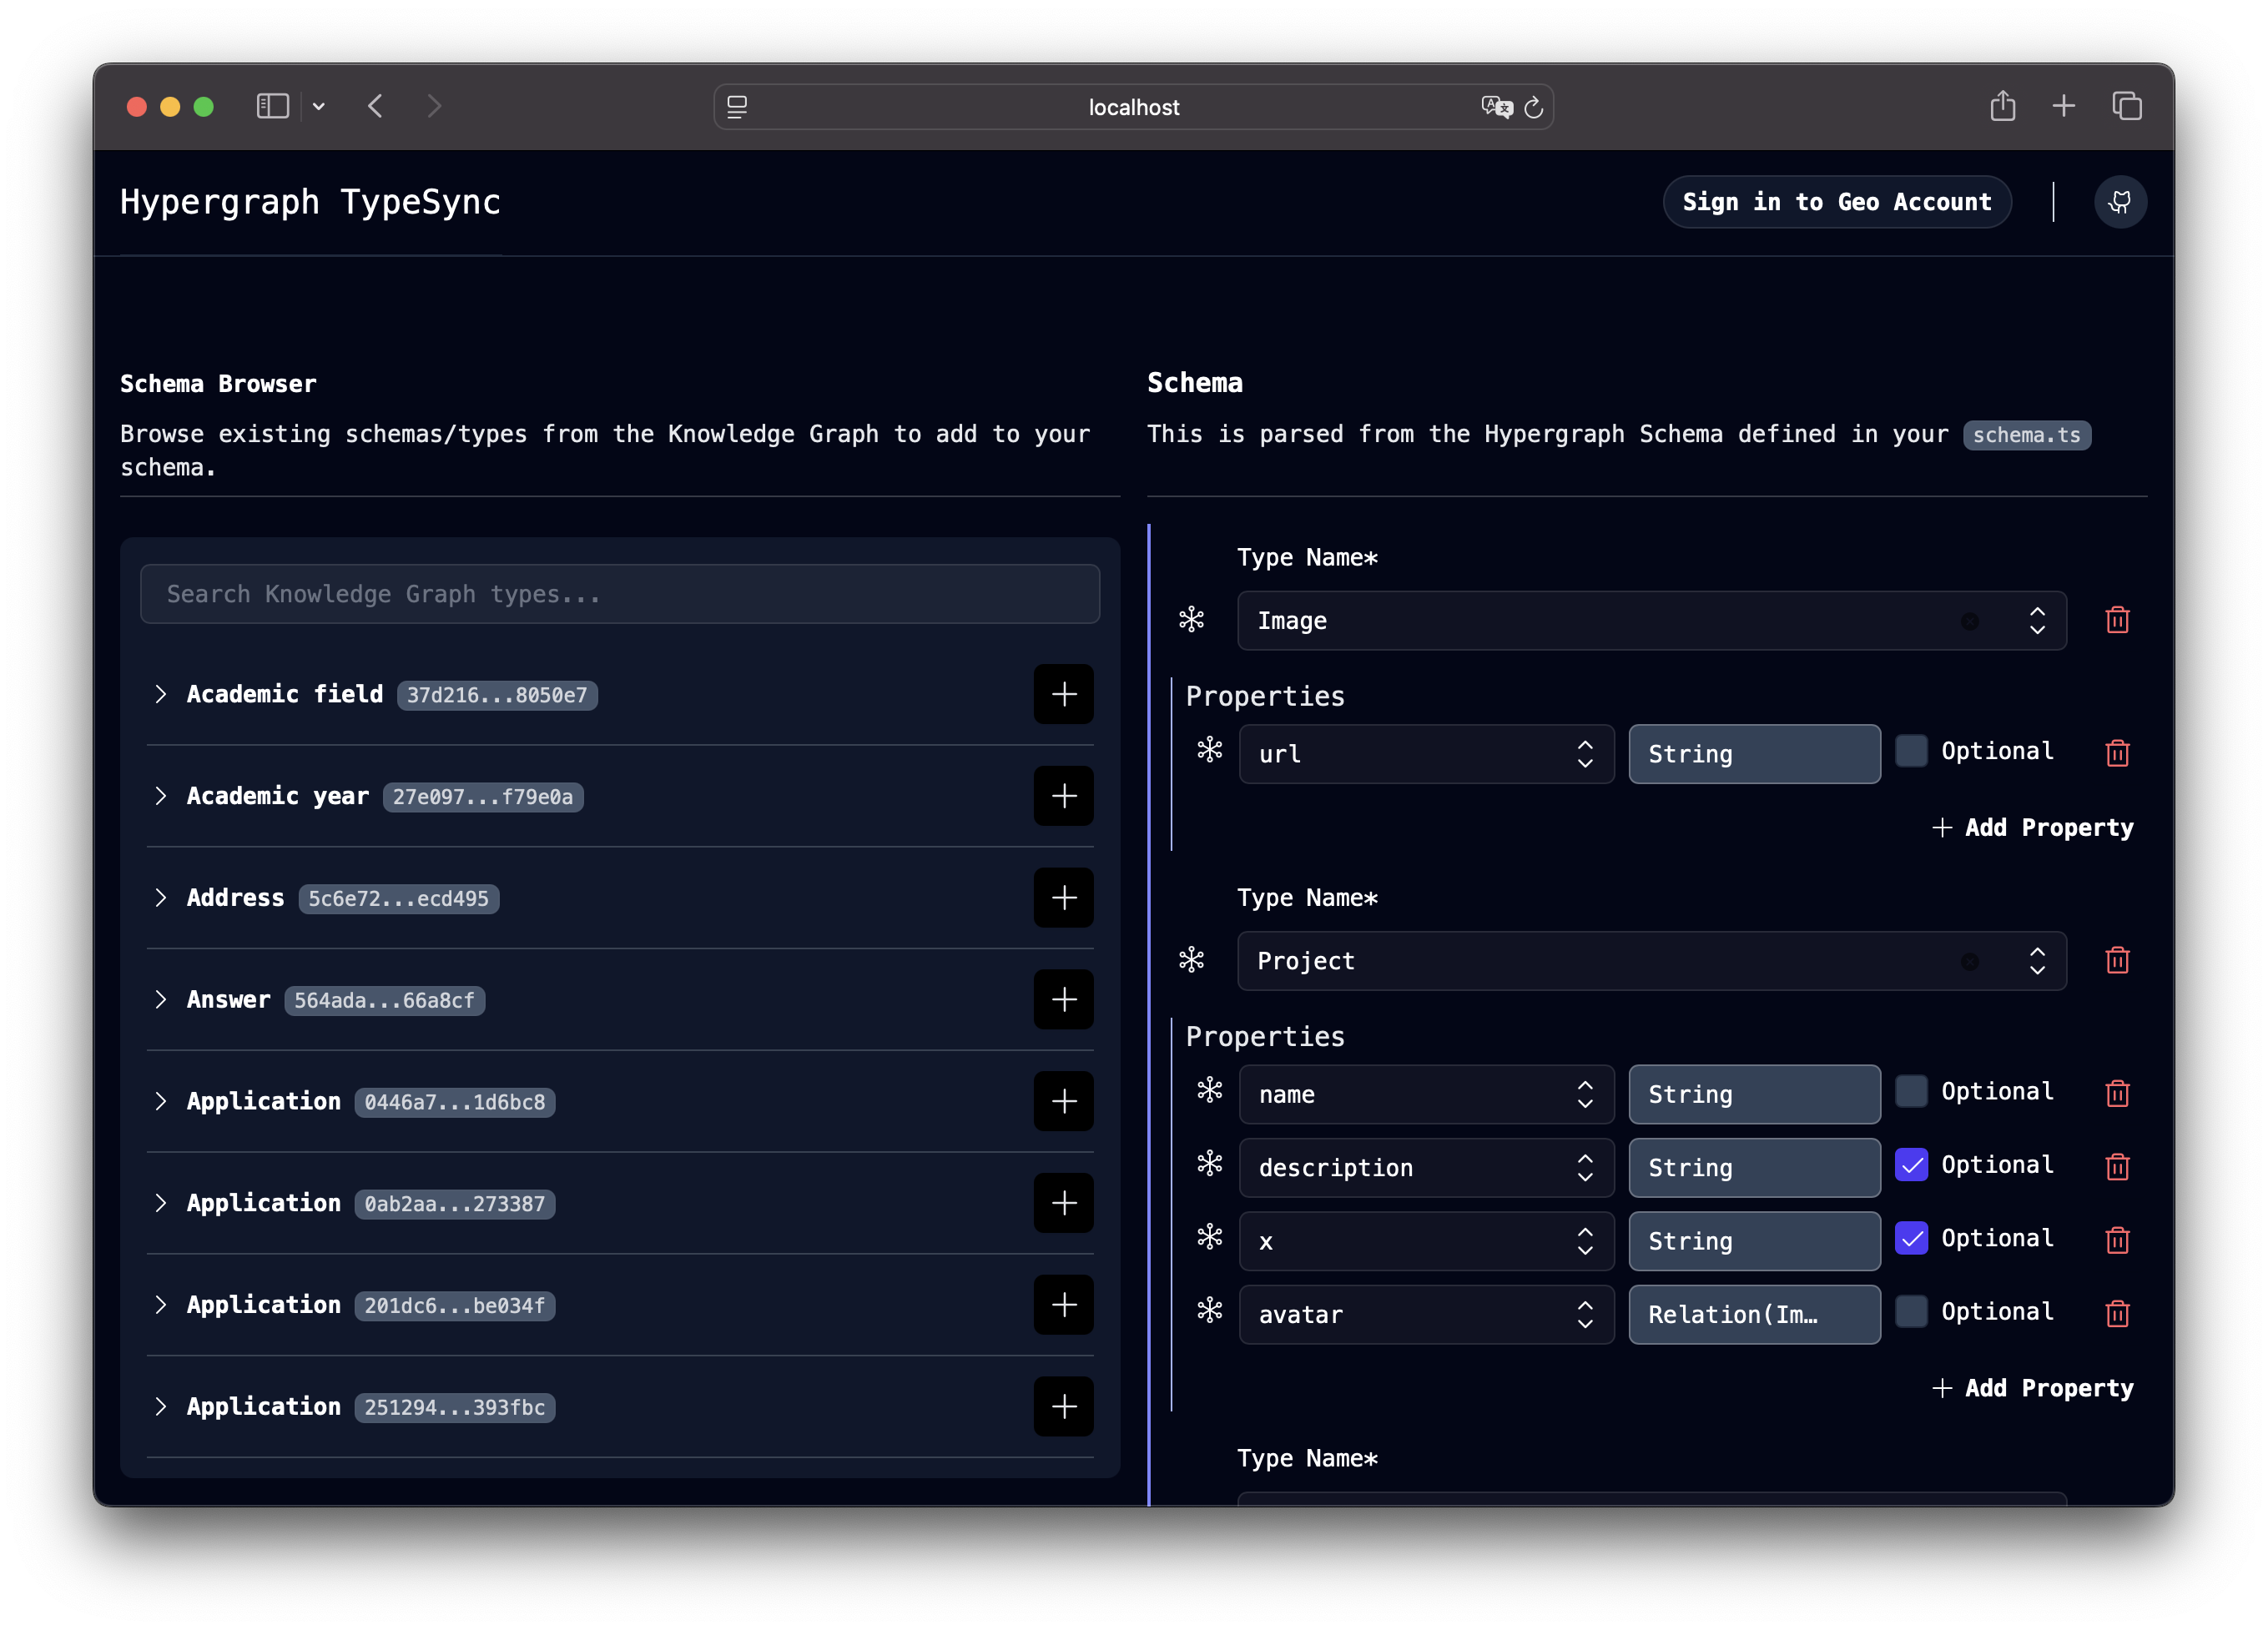 localhost
Hypergraph TypeSync
Sign in to Geo Account
Schema Browser
Browse existing schemas/types from the Knowledge Graph to add to your
schema.
Search Knowledge Graph types...
Academic field 37d216...8050e7
Academic year 27e097...f79e0a
Address 5c6e72...ecd495
Answer 564ada...66a8cf
Application 0446a7...1d6bc8
Application 0ab2aa...273387
Application 201dc6...be034f
Application 251294...393fbc
Schema
This is parsed from the Hypergraph Schema defined in your schema.ts
Type Name*
Image
Properties
url String Optional
Add Property
Type Name*
Project
Properties
name String Optional
description String Optional
x String Optional
avatar Relation(Im… Optional
Add Property
Type Name*